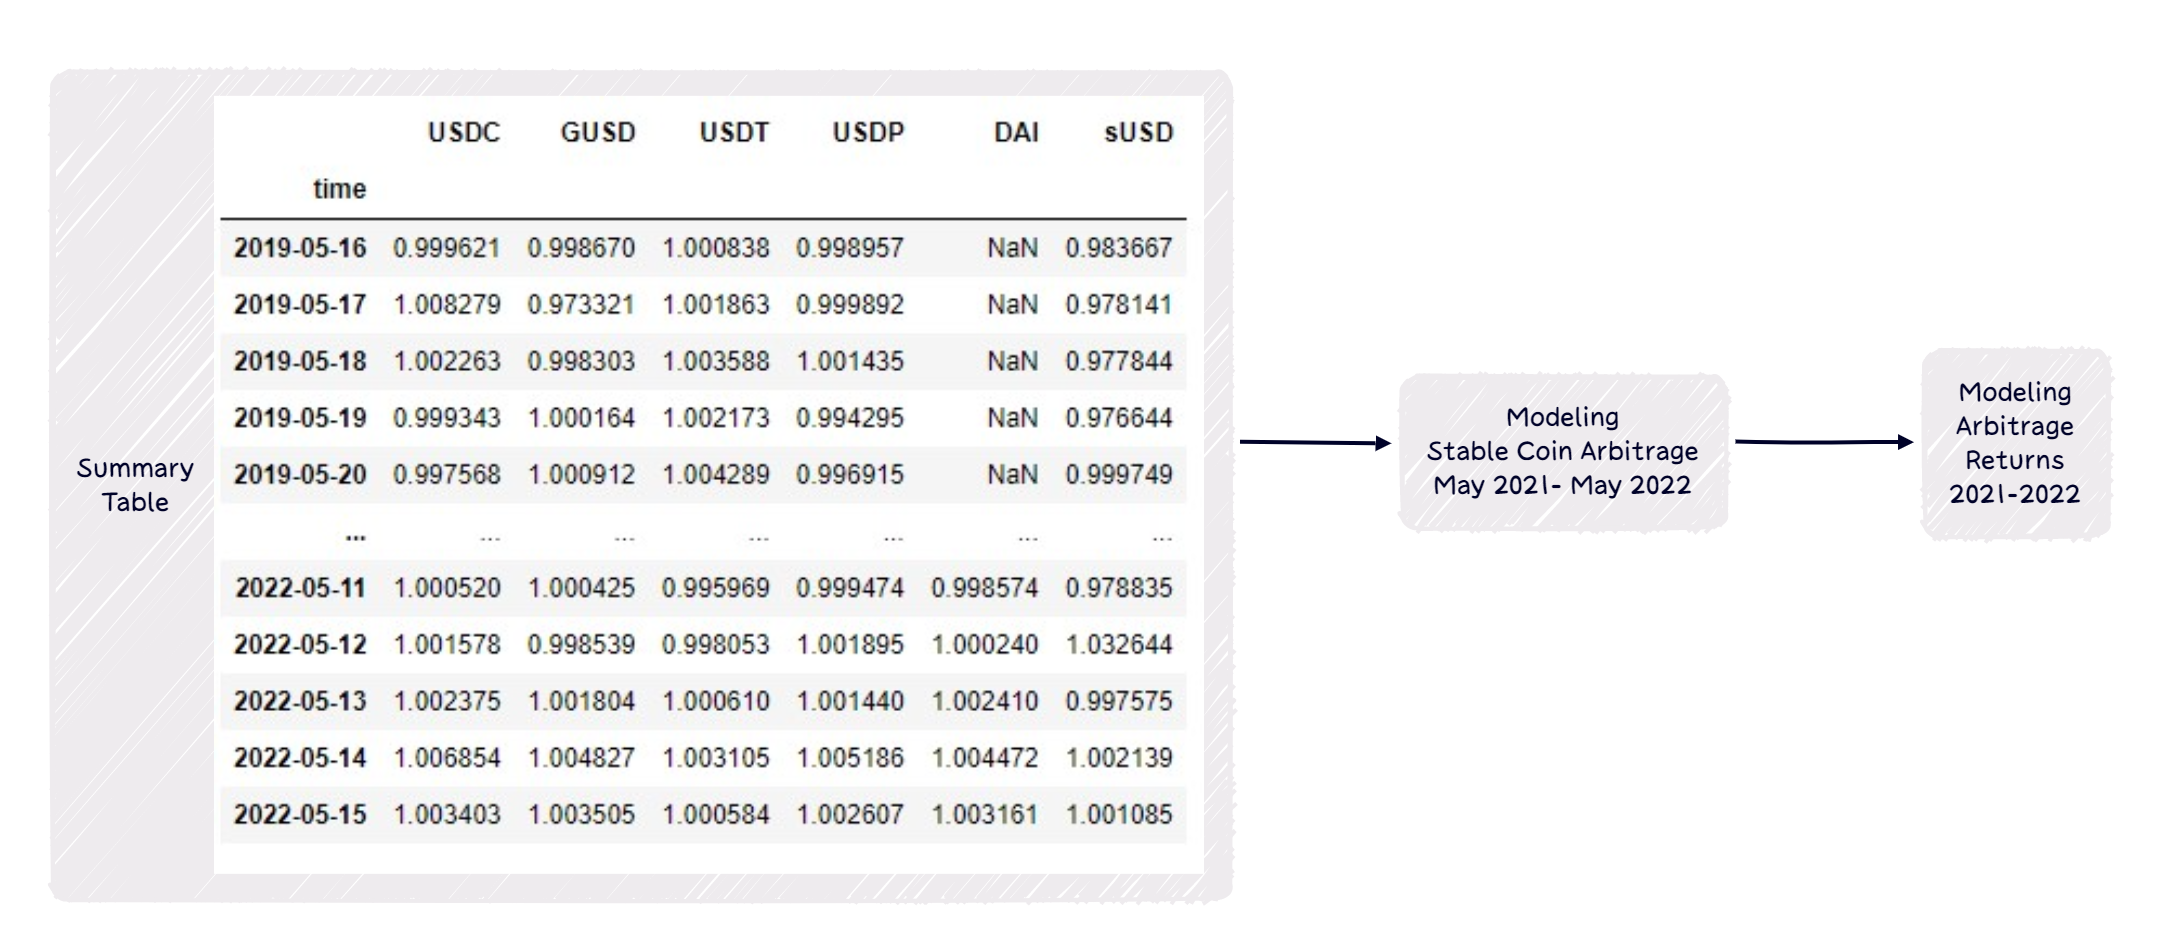 Summary
Table
USDC GUSD USDT USDP DAI sUSD
time
2019-05-16 0.999621 0.998670 1.000838 0.998957 NaN 0.983667
2019-05-17 1.008279 0.973321 1.001863 0.999892 NaN 0.978141
2019-05-18 1.002263 0.998303 1.003588 1.001435 NaN 0.977844
2019-05-19 0.999343 1.000164 1.002173 0.994295 NaN 0.976644
2019-05-20 0.997568 1.000912 1.004289 0.996915 NaN 0.999749
... ... ... ... ... ... ...
2022-05-11 1.000520 1.000425 0.995969 0.999474 0.998574 0.978835
2022-05-12 1.001578 0.998539 0.998053 1.001895 1.000240 1.032644
2022-05-13 1.002375 1.001804 1.000610 1.001440 1.002410 0.997575
2022-05-14 1.006854 1.004827 1.003105 1.005186 1.004472 1.002139
2022-05-15 1.003403 1.003505 1.000584 1.002607 1.003161 1.001085
Modeling
Stable Coin Arbitrage
May 2021- May 2022
Modeling
Arbitrage
Returns
2021-2022